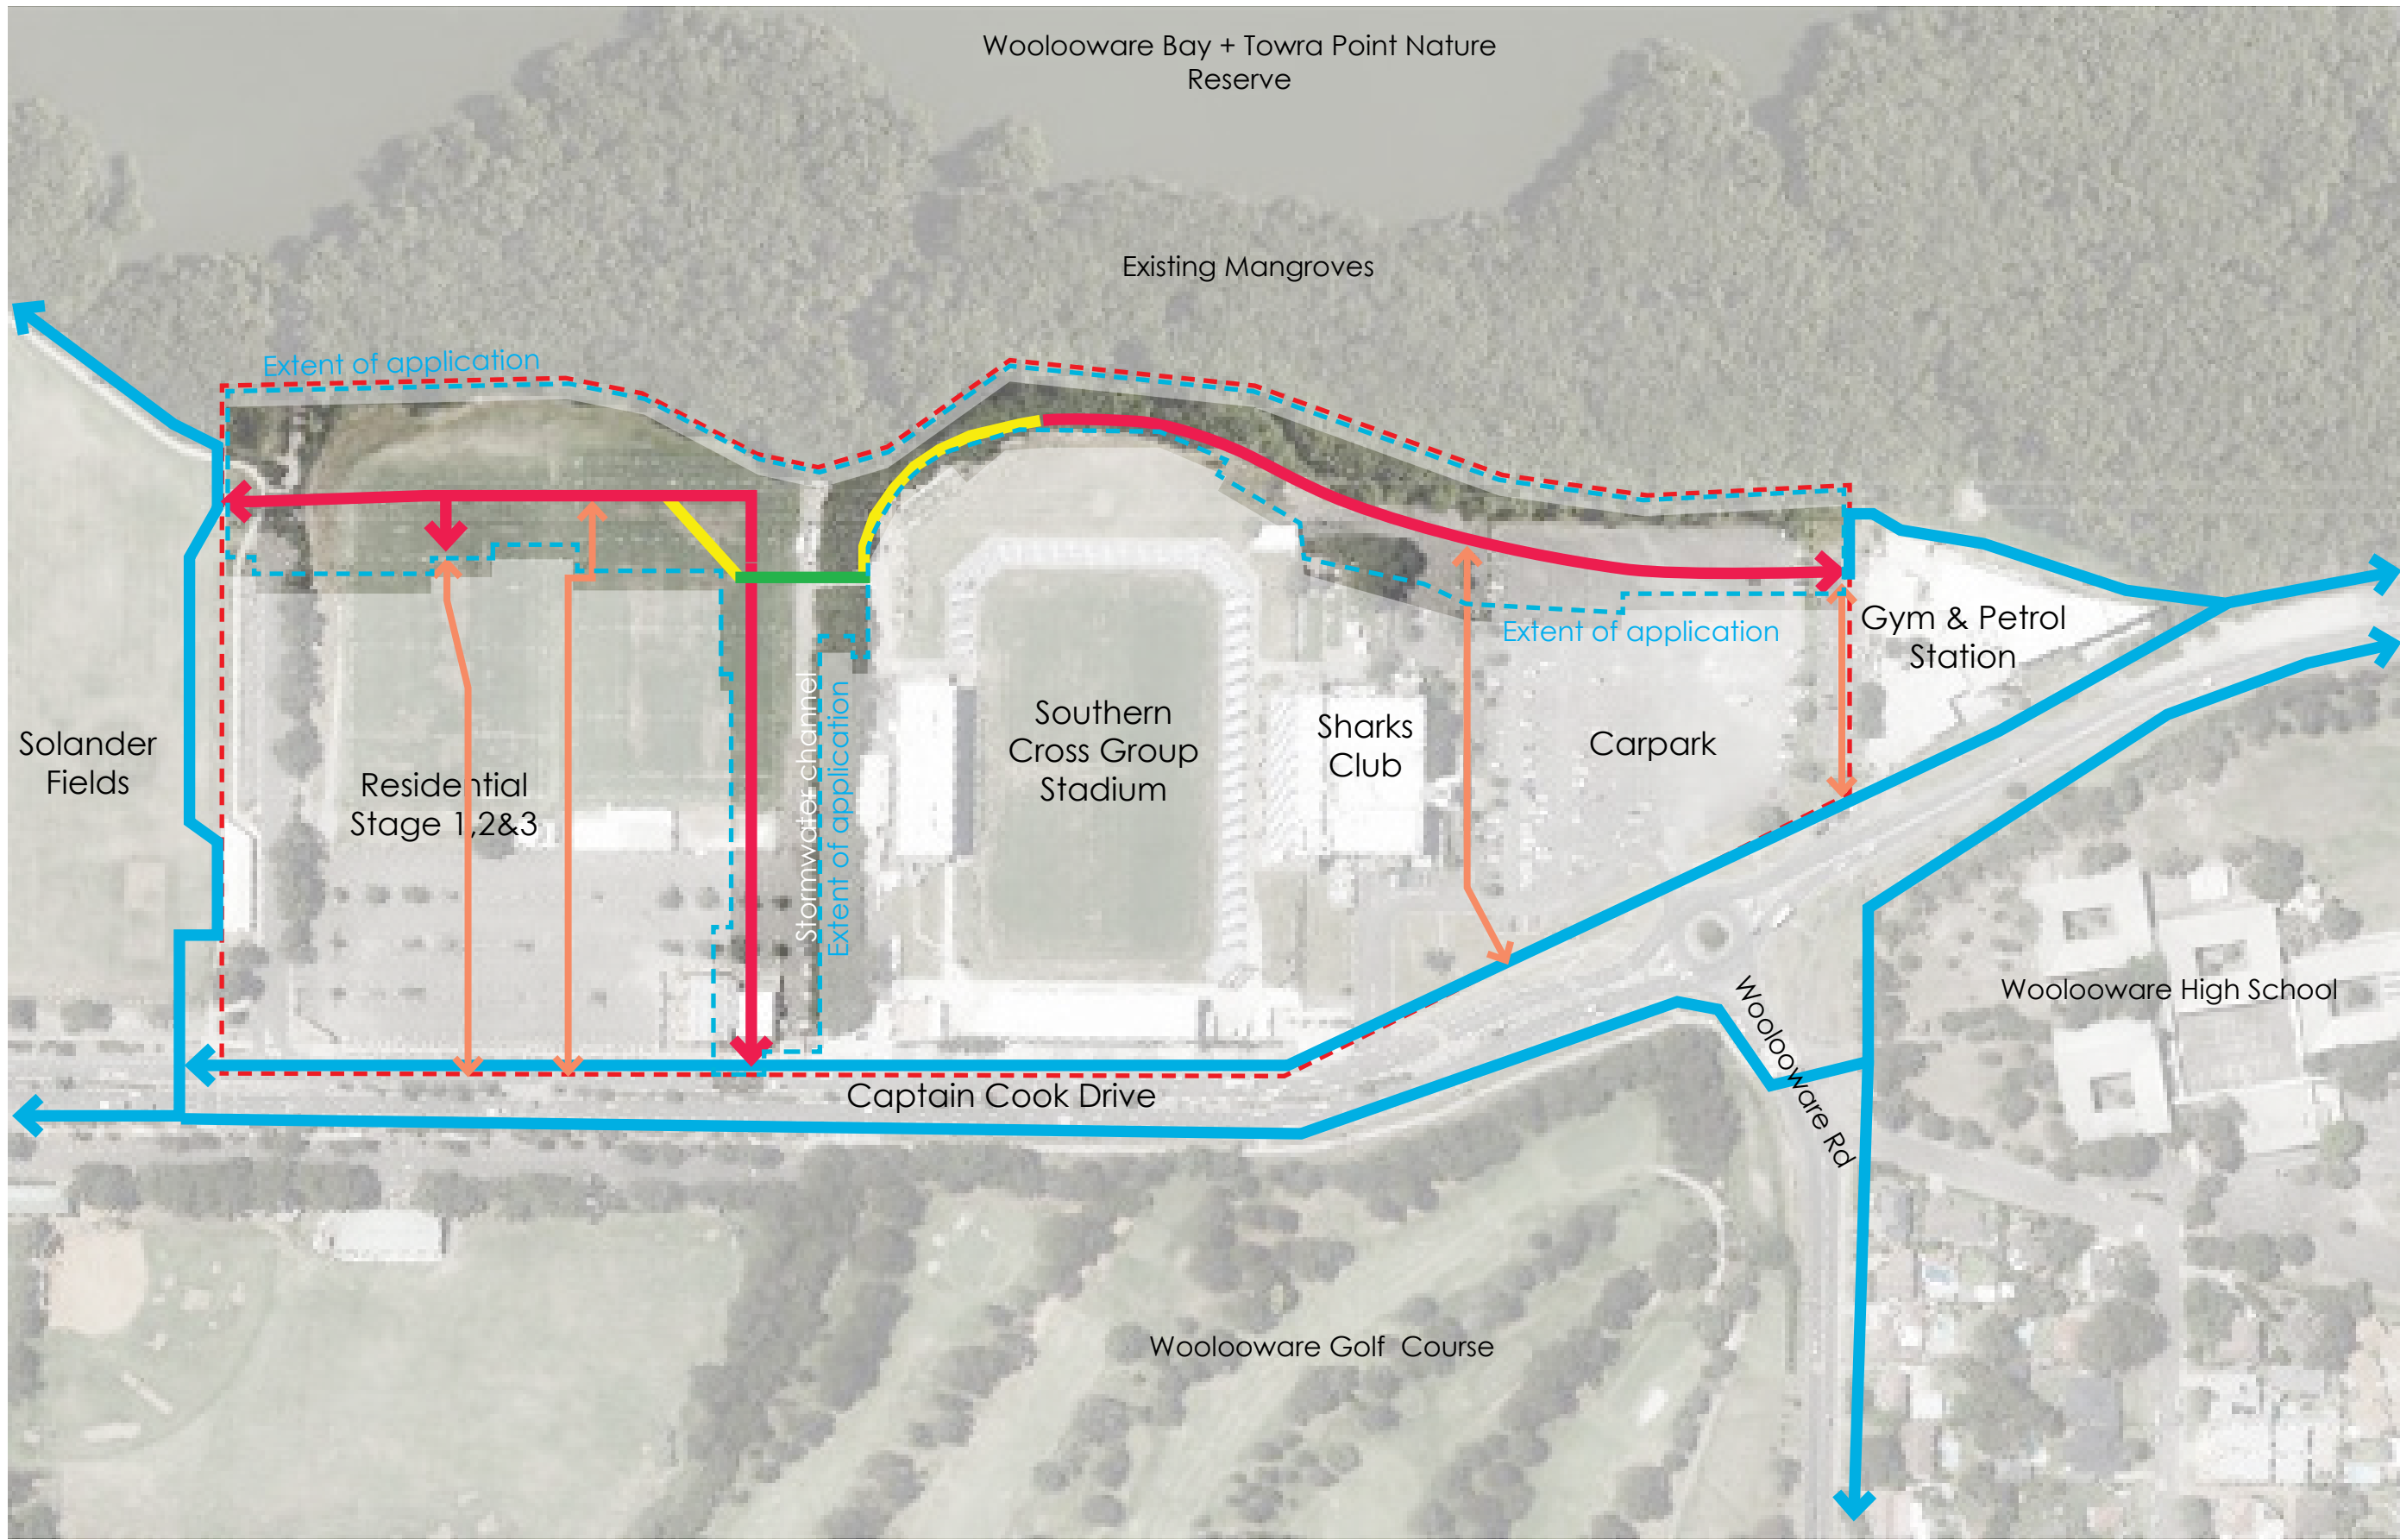 Woolooware Bay + Towra Point Nature
Reserve
Existing Mangroves
Extent of application
Gym & Petrol
Station
Extent of application
Solander
Fields
Residential
Stage 1,2&3
Stormwater channel
Extent of application
Southern
Cross Group
Stadium
Sharks
Club
Carpark
Woolooware High School
Woolooware Rd
Captain Cook Drive
Woolooware Golf Course